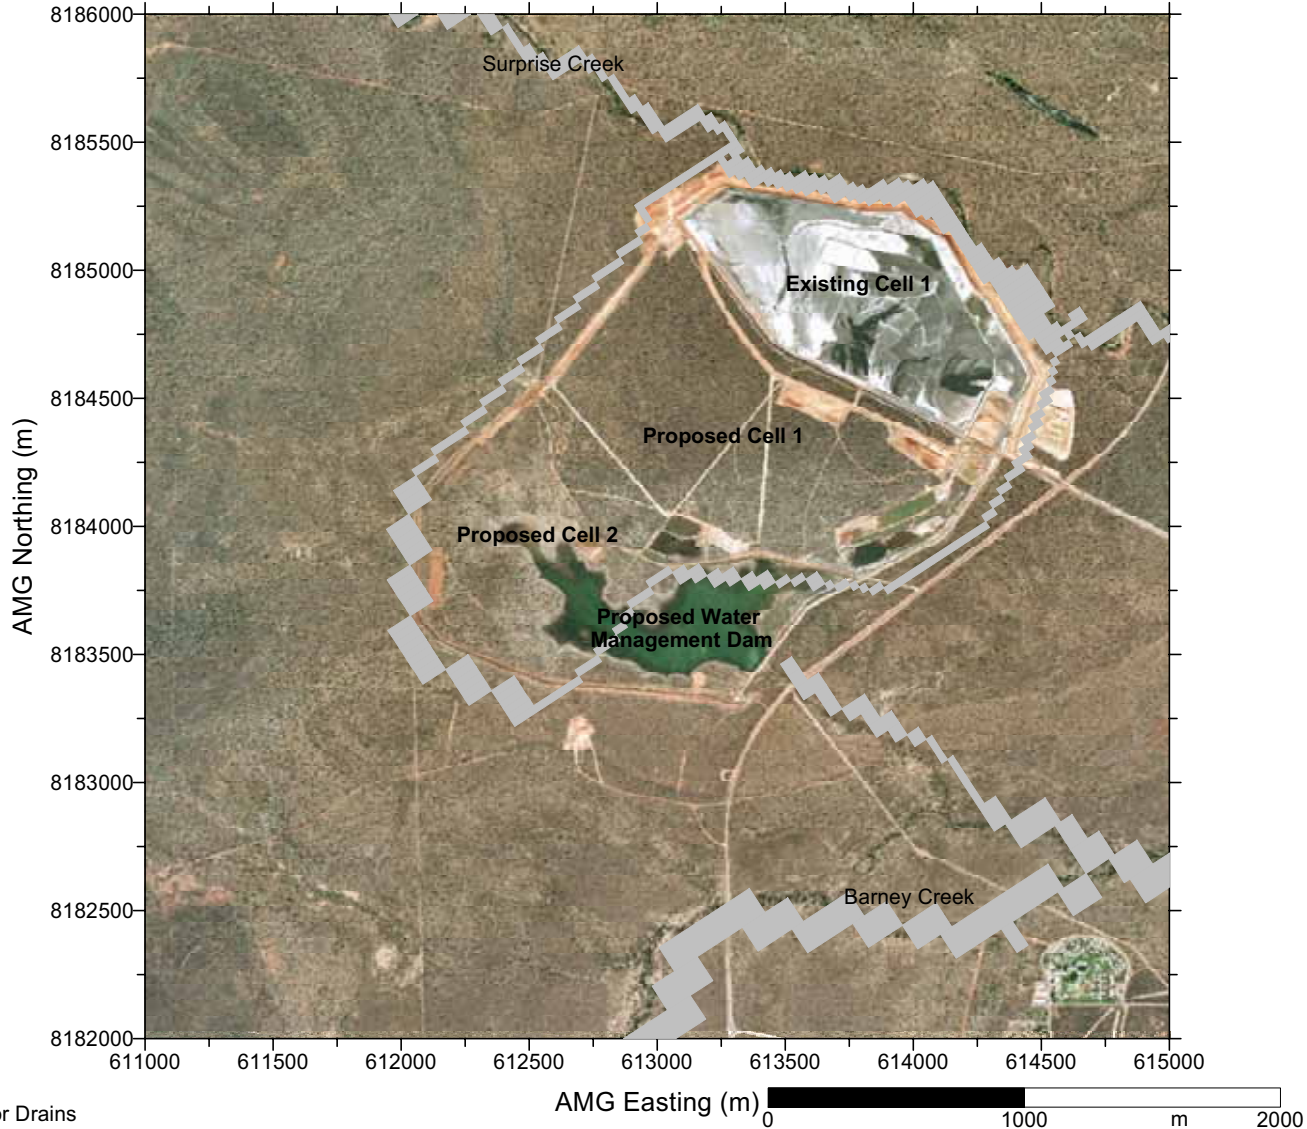 8186000
8185500
8185000
8184500
8184000
8183500
8183000
8182500
8182000
AMG Northing (m)
Surprise Creek
Existing Cell 1
Proposed Cell 1
Proposed Cell 2
Proposed Water
Management Dam
Barney Creek
611000 611500 612000 612500 613000 613500 614000 614500 615000
AMG Easting (m)
0 1000 m 2000
r Drains